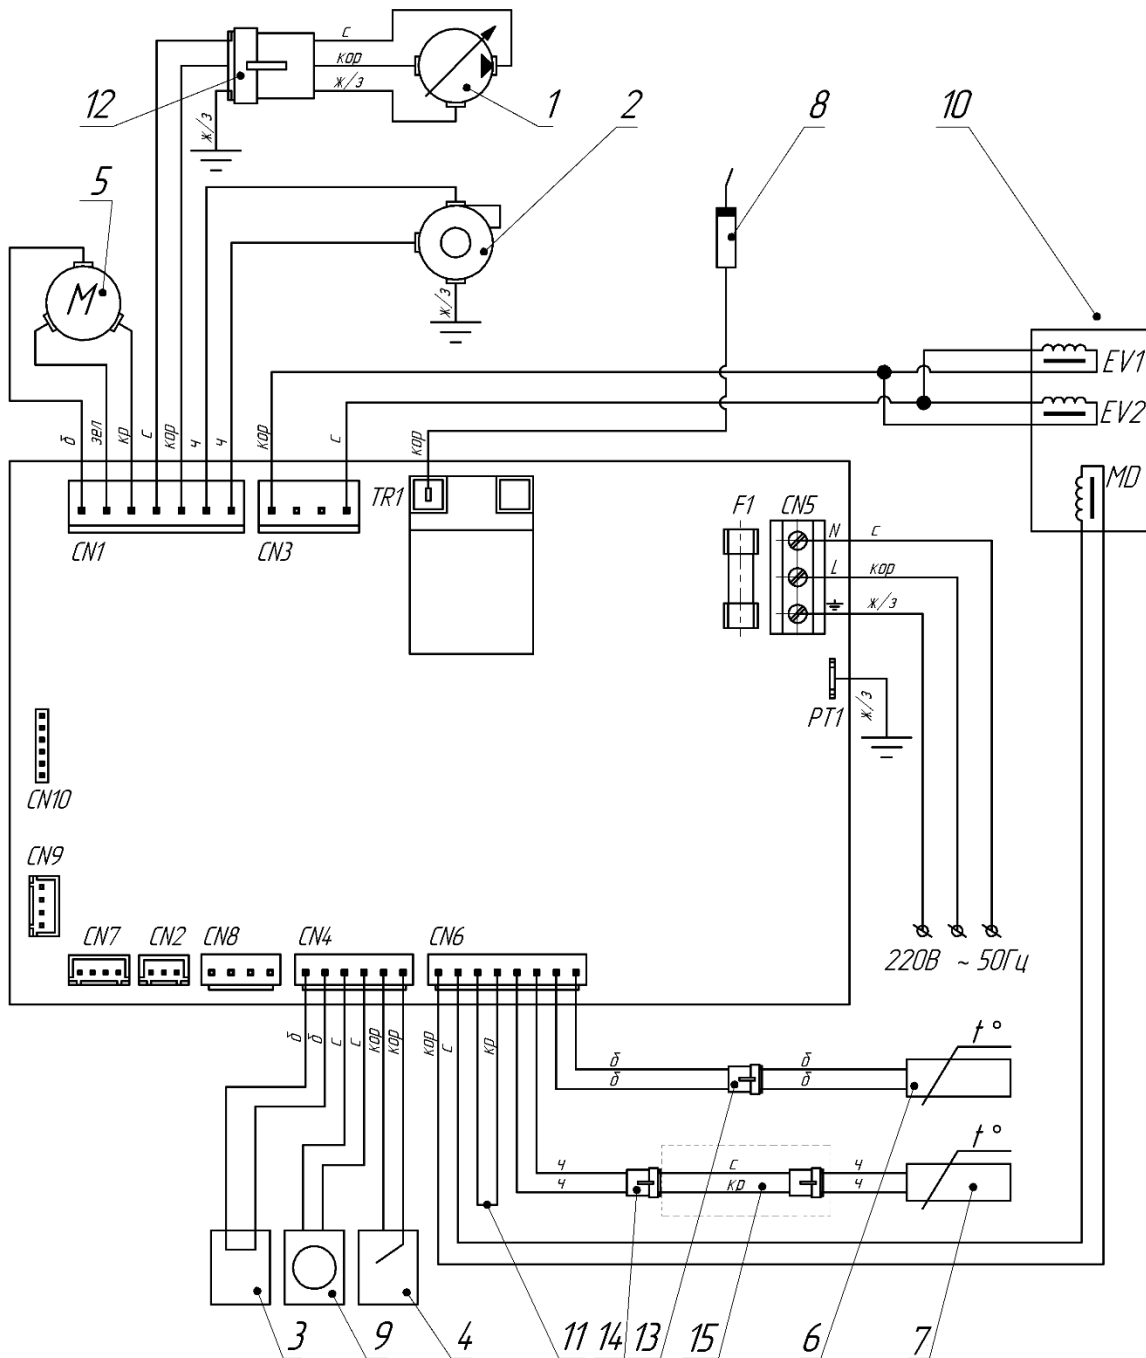 с
кор
ж/з
12
1
2
8
10
ж/з
5
М
ж/з
EV1
EV2
б
зел
кр
с
кор
ч
ч
кор
с
кор
MD
CN1
CN3
TR1
F1
CN5
N
с
L
кор
ж/з
PT1
ж/з
CN10
CN9
220В ~ 50Гц
CN7
CN2
CN8
CN4
CN6
б
б
с
с
кор
кор
кор
с
кр
б
б
б
б
t°
ч
ч
с
кр
ч
ч
t°
3
9
4
11
14
13
15
6
7